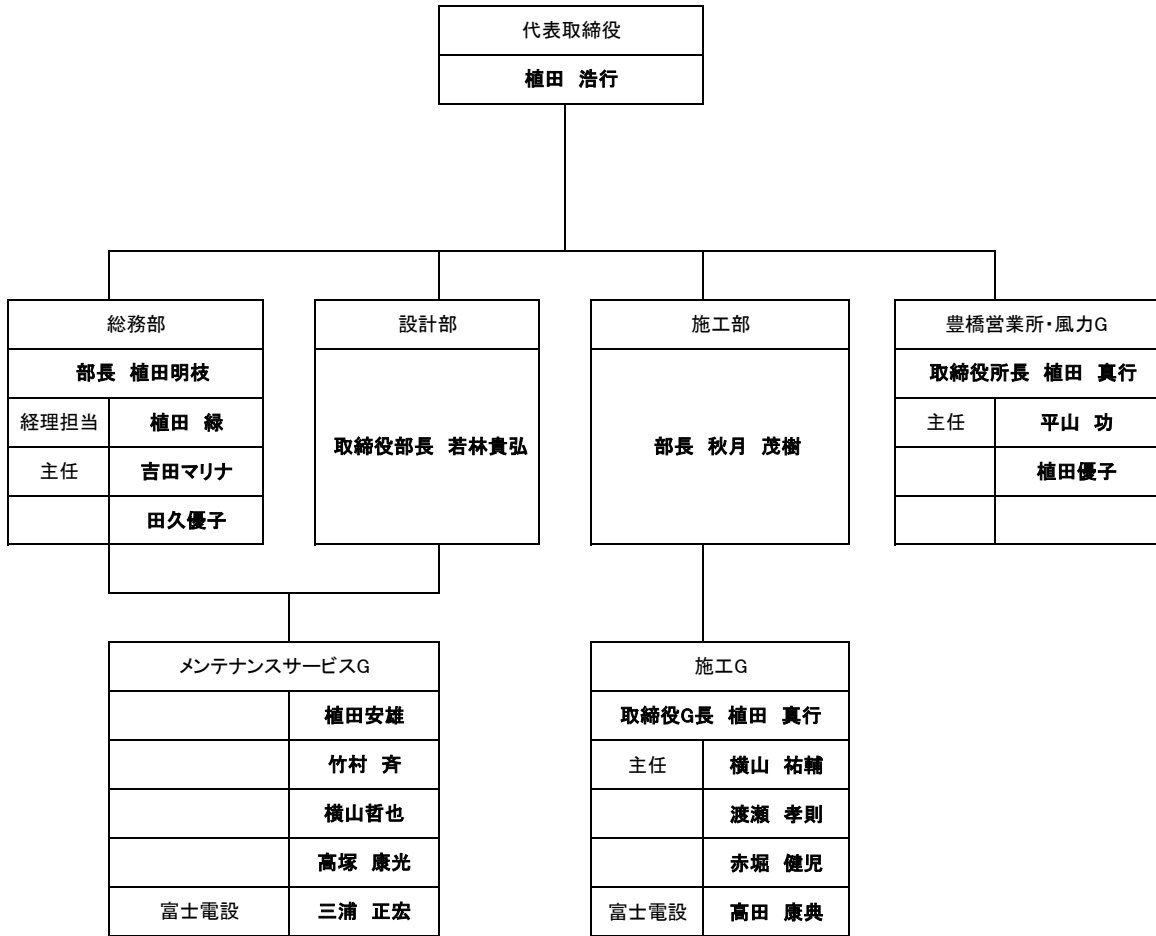 代表取締役
植田 浩行
総務部
部長 植田明枝
経理担当 植田 緑
主任 吉田マリナ
田久優子
設計部
取締役部長 若林貴弘
施工部
部長 秋月 茂樹
豊橋営業所・風力G
取締役所長 植田 真行
主任 平山 功
植田優子
メンテナンスサービスG
植田安雄
竹村 斉
横山哲也
高塚 康光
富士電設 三浦 正宏
施工G
取締役G長 植田 真行
主任 横山 祐輔
渡瀬 孝則
赤堀 健児
富士電設 高田 康典